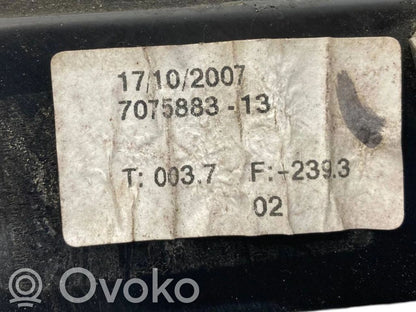 17/10/2007
7075883-13
T: 003.7 F:-239.3
02
Ovoko